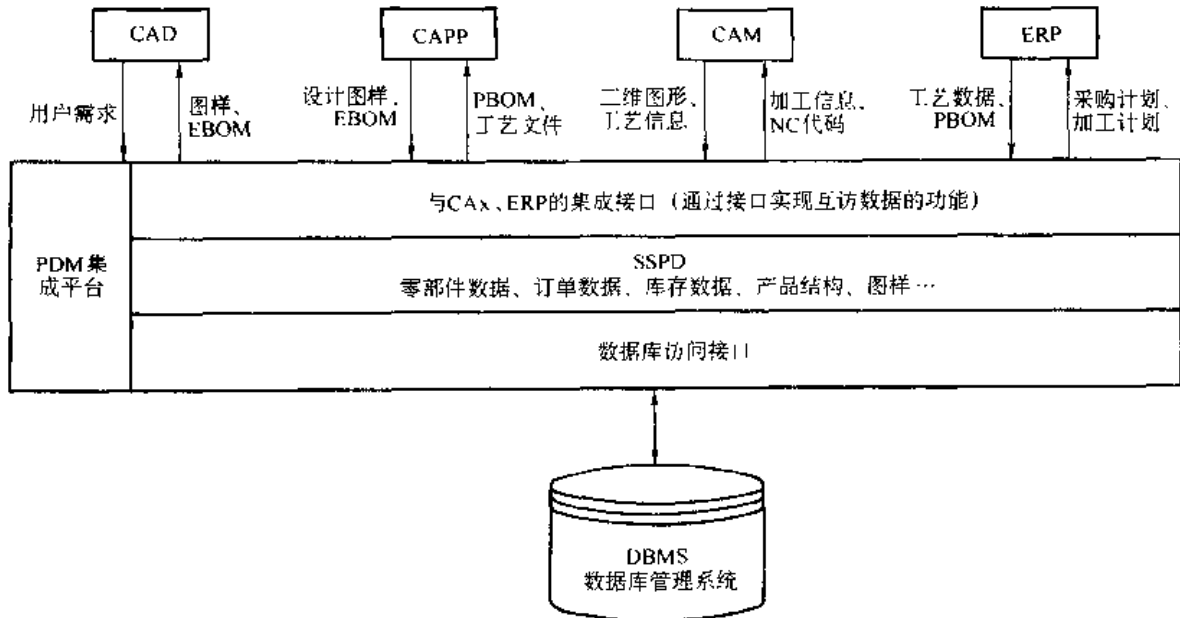 CAD
CAPP
CAM
ERP
用户需求
图样、
EBOM
设计图样、
EBOM
PBOM、
工艺文件
二维图形、
工艺信息
加工信息、
NC代码
工艺数据、
PBOM
采购计划、
加工计划
PDM集
成平台
与CAx、ERP的集成接口（通过接口实现互访数据的功能）
SSPD
零部件数据、订单数据、库存数据、产品结构、图样…
数据库访问接口
DBMS
数据库管理系统